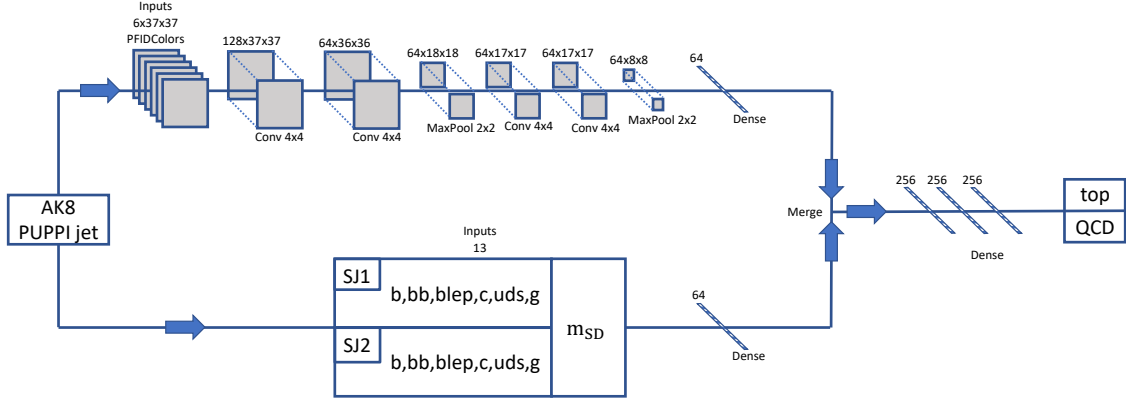 Inputs
6x37x37
PFIDColors
128x37x37
64x36x36
64x18x18
64x17x17
64x17x17
64x8x8
64
Conv 4x4
Conv 4x4
MaxPool 2x2
Conv 4x4
Conv 4x4
MaxPool 2x2
Dense
AK8
PUPPI jet
Merge
256
256
256
Dense
top
QCD
Inputs
13
SJ1
b,bb,blep,c,uds,g
SJ2
b,bb,blep,c,uds,g
mSD
64
Dense